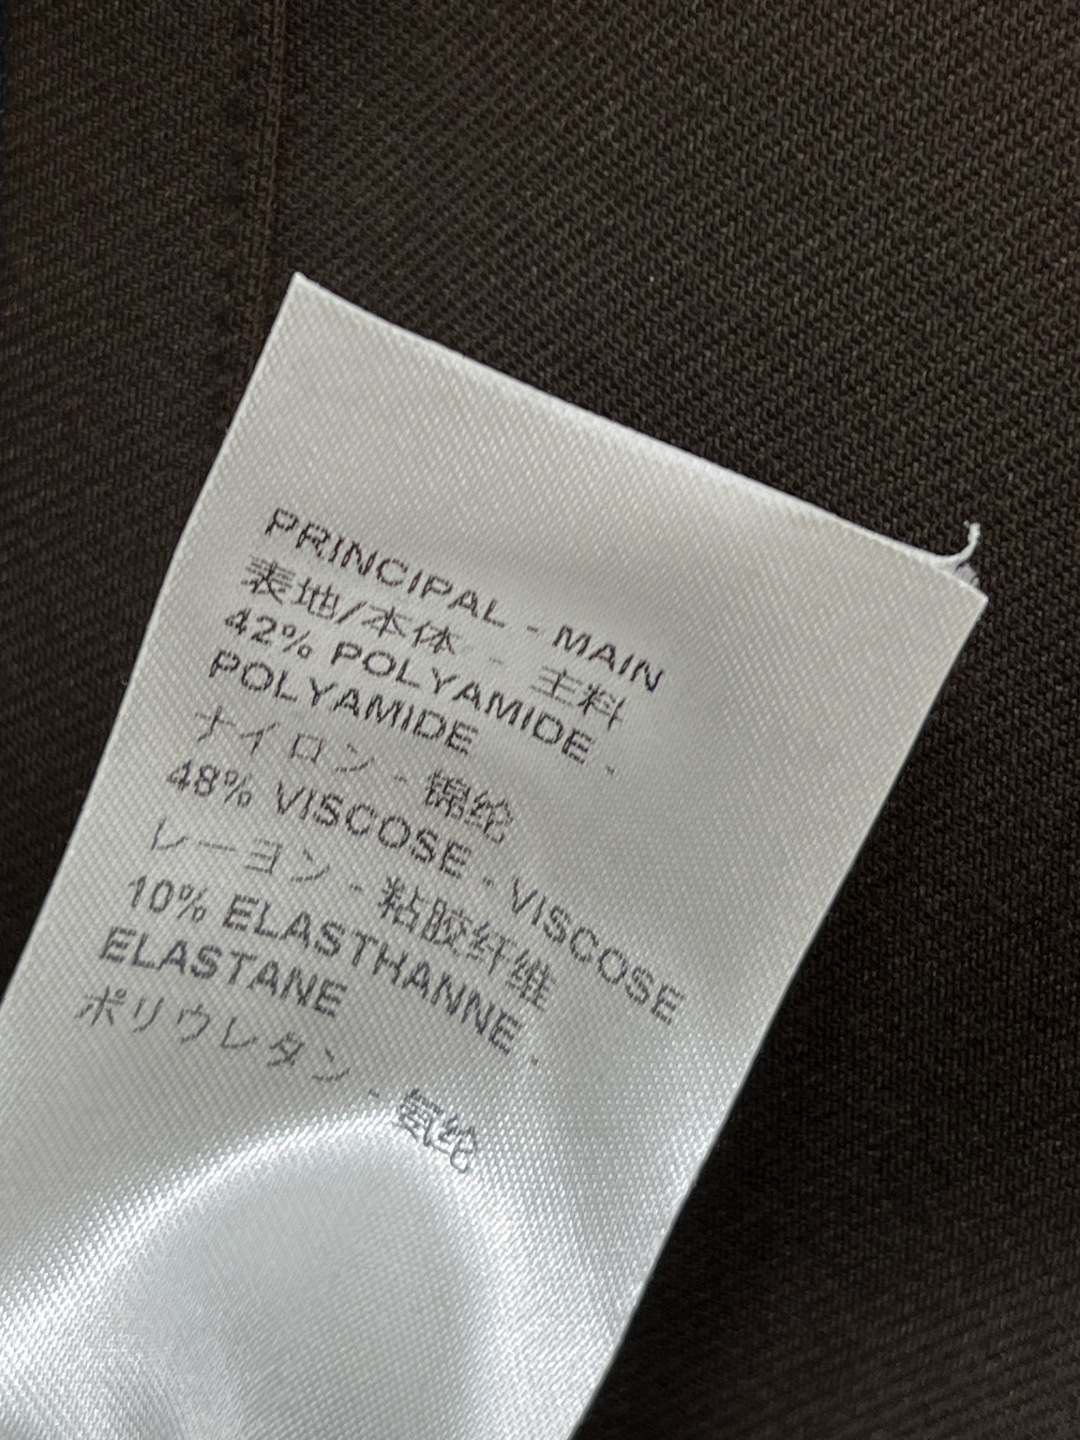 PRINCIPAL - MAIN
表地/本体 - 主料
42% POLYAMIDE -
POLYAMIDE
ナイロン - 锦纶
48% VISCOSE - VISCOSE
レーヨン - 粘胶纤维
10% ELASTHANNE -
ELASTANE
ポリウレタン - 氨纶